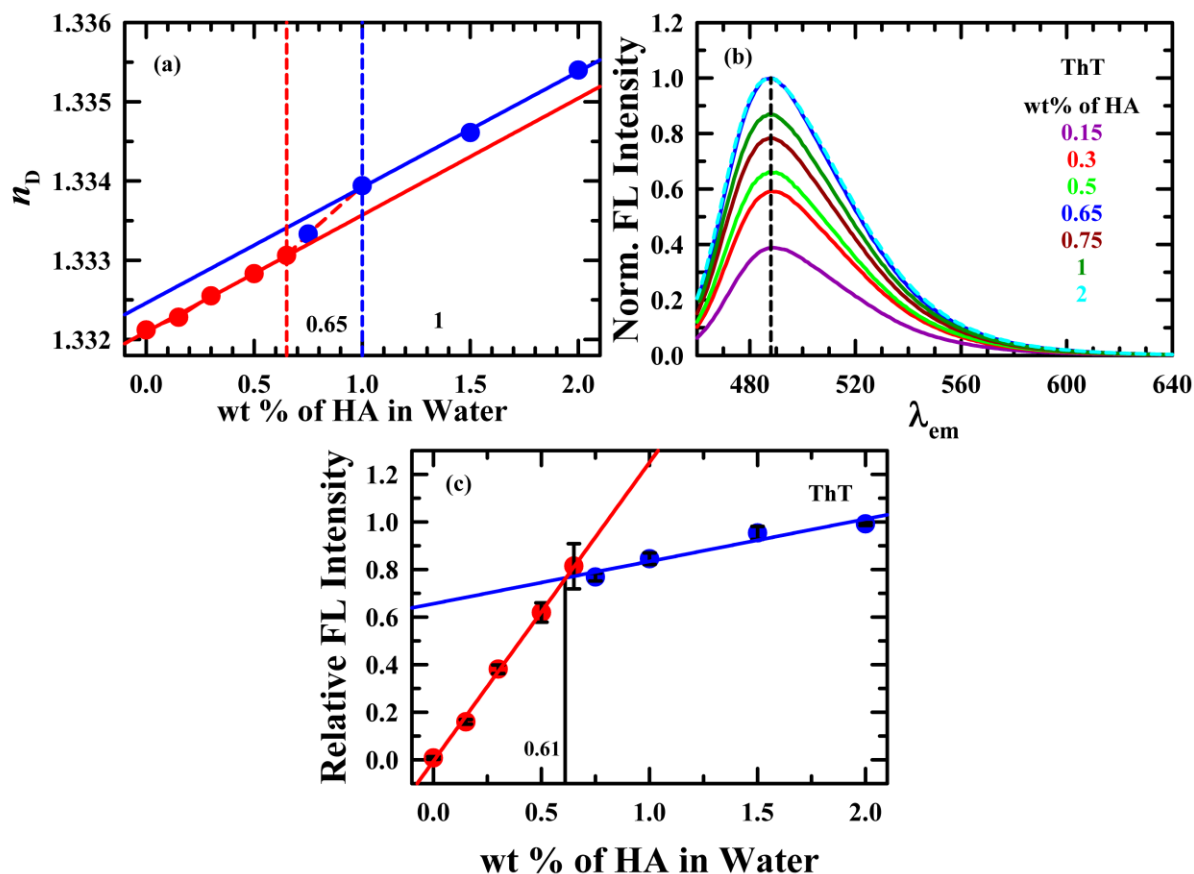 (a)
1.336
1.335
1.334
1.333
1.332
n_D
0.65
1
0.0 0.5 1.0 1.5 2.0
wt % of HA in Water
(b)
1.0
0.8
0.6
0.4
0.2
0.0
Norm. FL Intensity
ThT
wt% of HA
0.15
0.3
0.5
0.65
0.75
1
2
480 520 560 600 640
λ_em
(c)
1.2
1.0
0.8
0.6
0.4
0.2
0.0
Relative FL Intensity
ThT
0.61
0.0 0.5 1.0 1.5 2.0
wt % of HA in Water